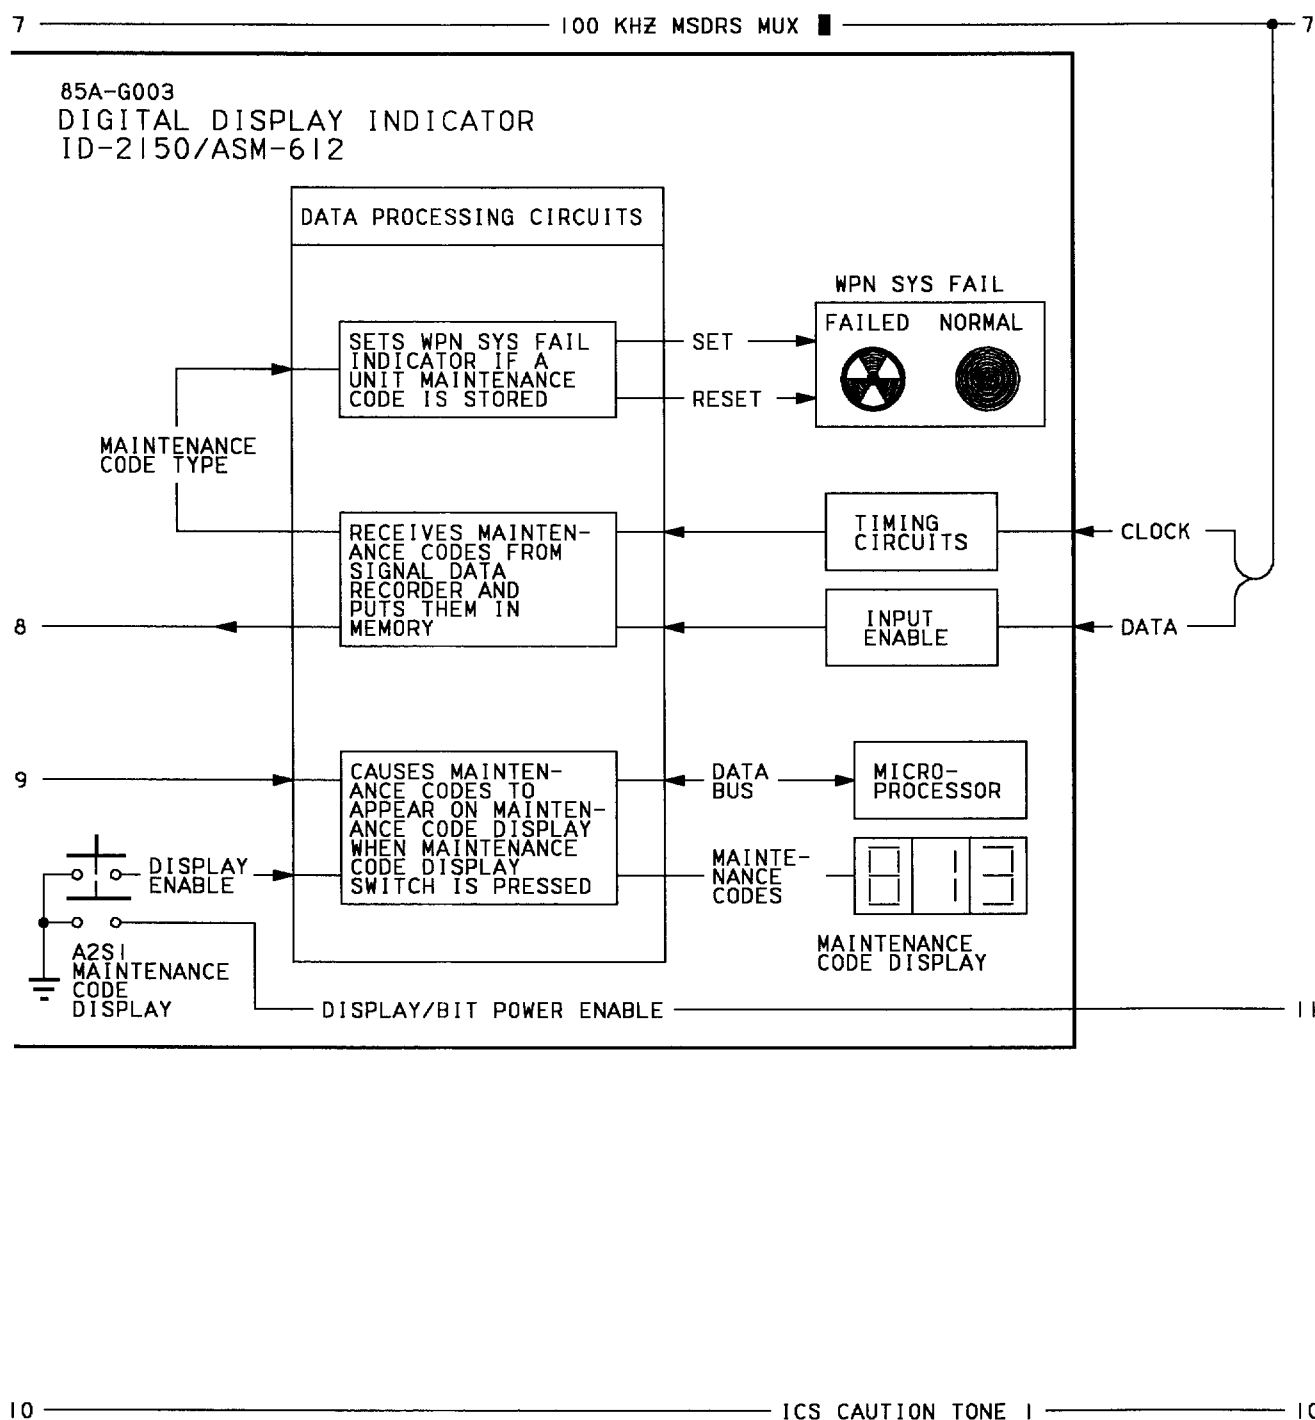 7 100 KHZ MSDRS MUX 7
85A-G003
DIGITAL DISPLAY INDICATOR
ID-2150/ASM-612
DATA PROCESSING CIRCUITS
WPN SYS FAIL
FAILED NORMAL
SETS WPN SYS FAIL
INDICATOR IF A
UNIT MAINTENANCE
CODE IS STORED
SET
RESET
MAINTENANCE
CODE TYPE
RECEIVES MAINTEN-
ANCE CODES FROM
SIGNAL DATA
RECORDER AND
PUTS THEM IN
MEMORY
TIMING
CIRCUITS
CLOCK
INPUT
ENABLE
DATA
8
9
CAUSES MAINTEN-
ANCE CODES TO
APPEAR ON MAINTEN-
ANCE CODE DISPLAY
WHEN MAINTENANCE
CODE DISPLAY
SWITCH IS PRESSED
DATA
BUS
MICRO-
PROCESSOR
DISPLAY
ENABLE
MAINTE-
NANCE
CODES
813
MAINTENANCE
CODE DISPLAY
A2S1
MAINTENANCE
CODE
DISPLAY
DISPLAY/BIT POWER ENABLE
10 ICS CAUTION TONE 1